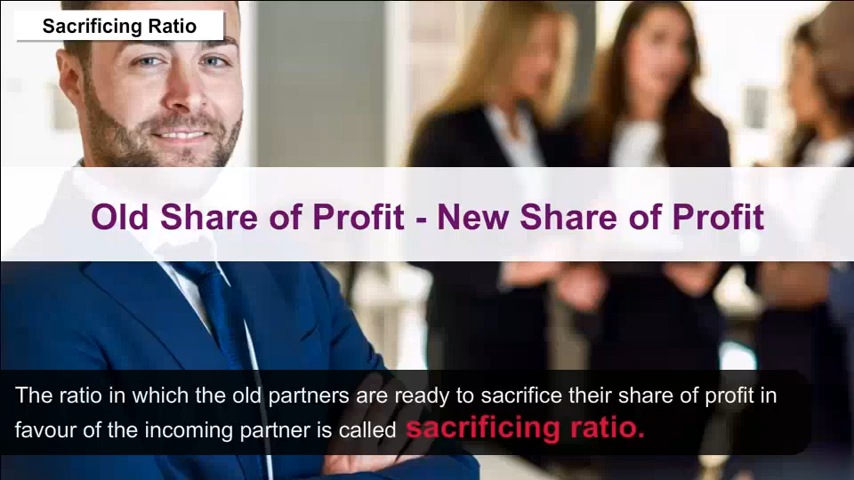 Sacrificing Ratio
Old Share of Profit - New Share of Profit
The ratio in which the old partners are ready to sacrifice their share of profit in
favour of the incoming partner is called sacrificing ratio.